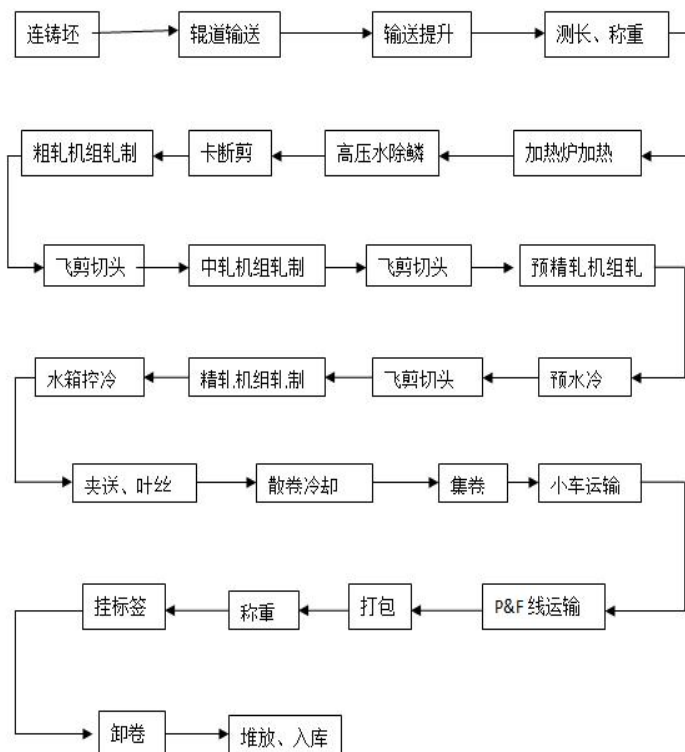 连铸坯
辊道输送
输送提升
测长、称重
加热炉加热
高压水除鳞
卡断剪
粗轧机组轧制
飞剪切头
中轧机组轧制
飞剪切头
预精轧机组轧
预水冷
飞剪切头
精轧机组轧制
水箱控冷
夹送、叶丝
散卷冷却
集卷
小车运输
P&F 线运输
打包
称重
挂标签
卸卷
堆放、入库